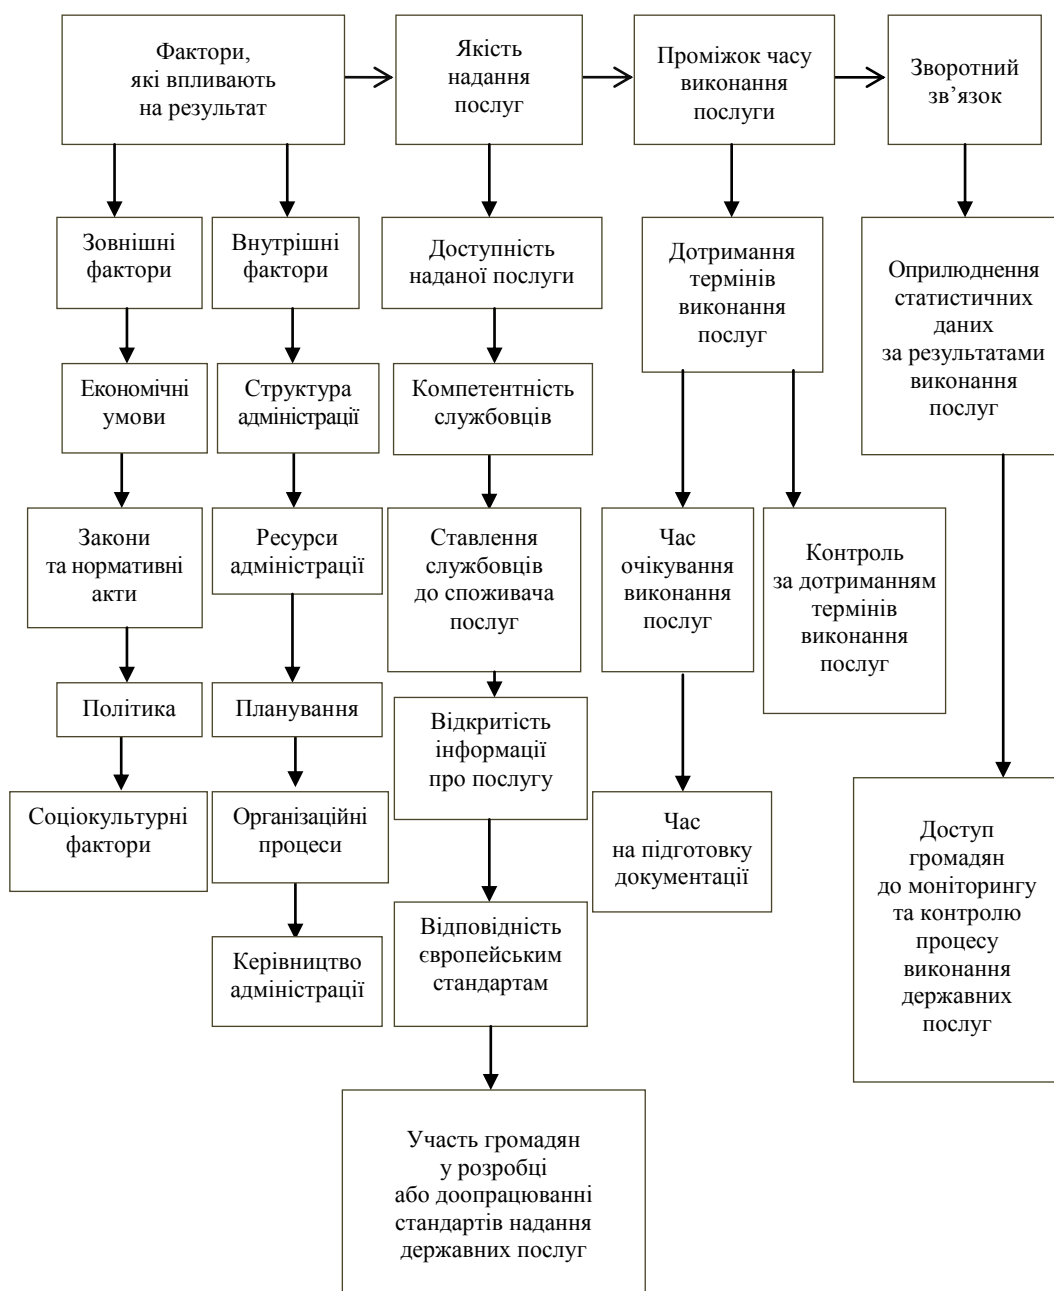 Фактори,
які впливають
на результат
Якість
надання
послуг
Проміжок часу
виконання
послуги
Зворотний
зв’язок
Зовнішні
фактори
Внутрішні
фактори
Доступність
наданої послуги
Дотримання
термінів
виконання
послуг
Оприлюднення
статистичних
даних
за результатами
виконання
послуг
Економічні
умови
Структура
адміністрації
Компетентність
службовців
Закони
та нормативні
акти
Ресурси
адміністрації
Ставлення
службовців
до споживача
послуг
Час
очікування
виконання
послуг
Контроль
за дотриманням
термінів
виконання
послуг
Політика
Планування
Відкритість
інформації
про послугу
Соціокультурні
фактори
Організаційні
процеси
Час
на підготовку
документації
Доступ
громадян
до моніторингу
та контролю
процесу
виконання
державних
послуг
Керівництво
адміністрації
Відповідність
європейським
стандартам
Участь громадян
у розробці
або доопрацюванні
стандартів надання
державних послуг